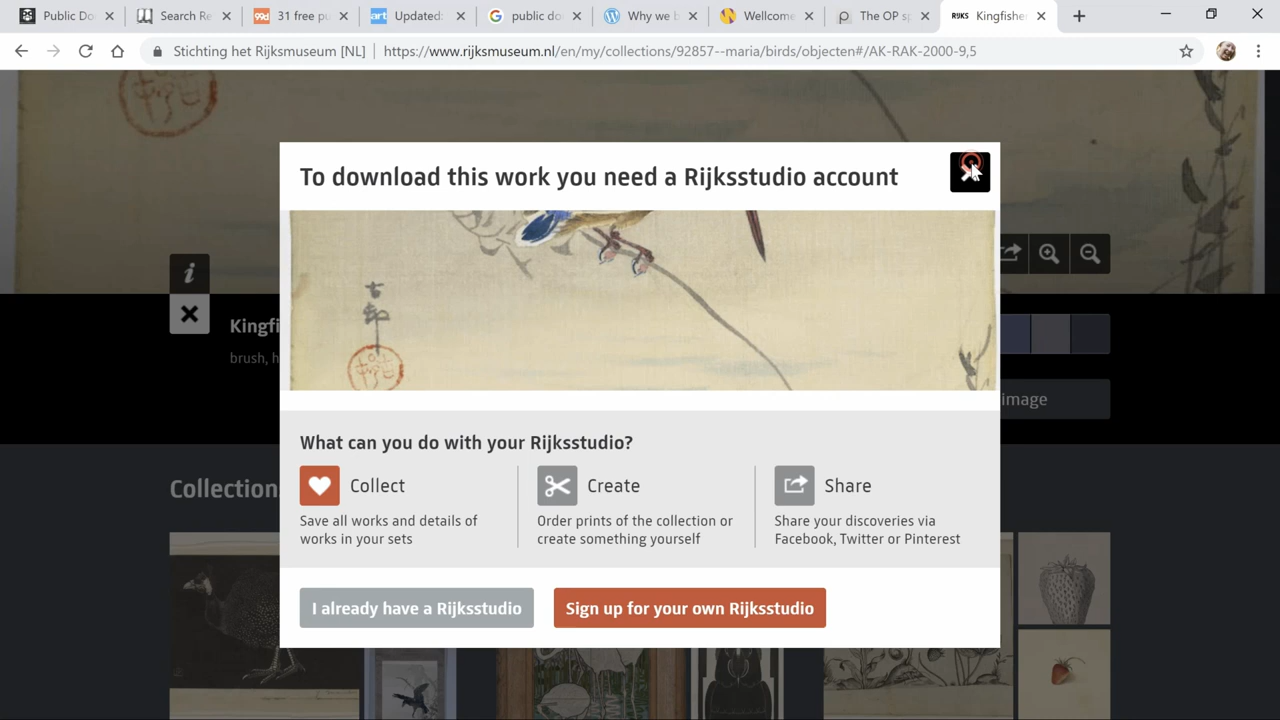 Public Do
Search Re
99d 31 free pu
art Updated:
public do
Why we b
Wellcome
The OP sp
RIJKS Kingfishe
Stichting het Rijksmuseum [NL] https://www.rijksmuseum.nl/en/my/collections/92857--maria/birds/objecten#/AK-RAK-2000-9,5
To download this work you need a Rijksstudio account
古邨
i
Kingfi
brush, h
image
What can you do with your Rijksstudio?
Collect
Create
Share
Save all works and details of
works in your sets
Order prints of the collection or
create something yourself
Share your discoveries via
Facebook, Twitter or Pinterest
Collection
I already have a Rijksstudio
Sign up for your own Rijksstudio